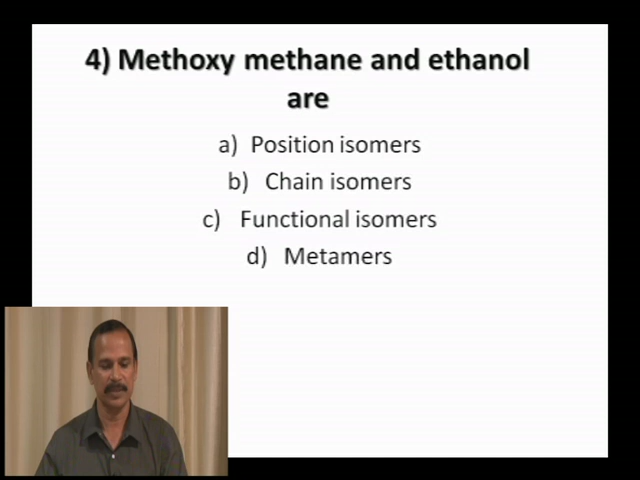 4) Methoxy methane and ethanol
are
a) Position isomers
b) Chain isomers
c) Functional isomers
d) Metamers